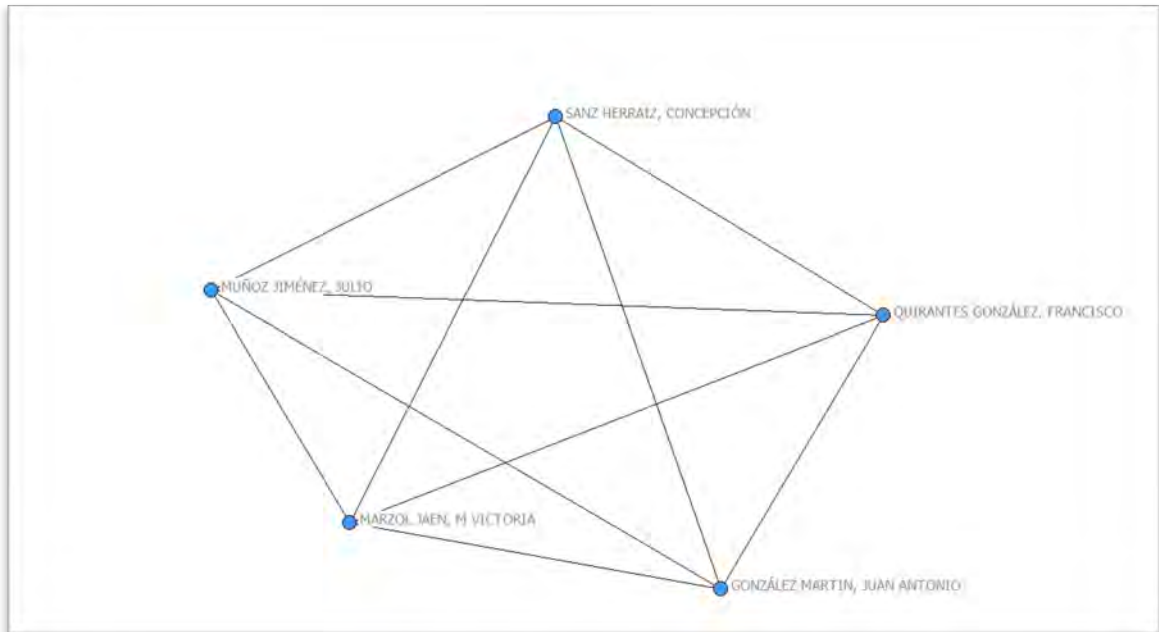 SANZ HERRAIZ, CONCEPCIÓN
MUÑOZ JIMÉNEZ, JULIO
QUIRANTES GONZÁLEZ, FRANCISCO
MARZOL JAEN, M VICTORIA
GONZÁLEZ MARTIN, JUAN ANTONIO